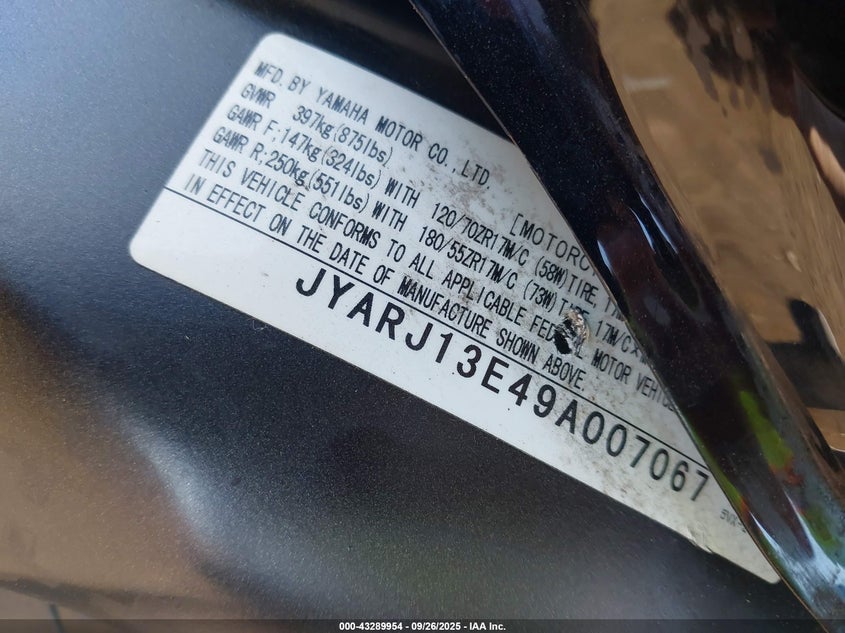 MFD. BY YAMAHA MOTOR CO., LTD.
GVWR 397kg(875lbs) [MOTORC
GAWR F:147kg(324lbs) WITH 120/70ZR17M/C (58W)TIRE,
GAWR R:250kg(551lbs) WITH 180/55ZR17M/C (73W) 17M/C
THIS VEHICLE CONFORMS TO ALL APPLICABLE MOTOR
IN EFFECT ON THE DATE OF MANUFACTURE SHOWN ABOVE.
JYARJ13E49A007067
000-43289954 - 09/26/2025 - IAA Inc.